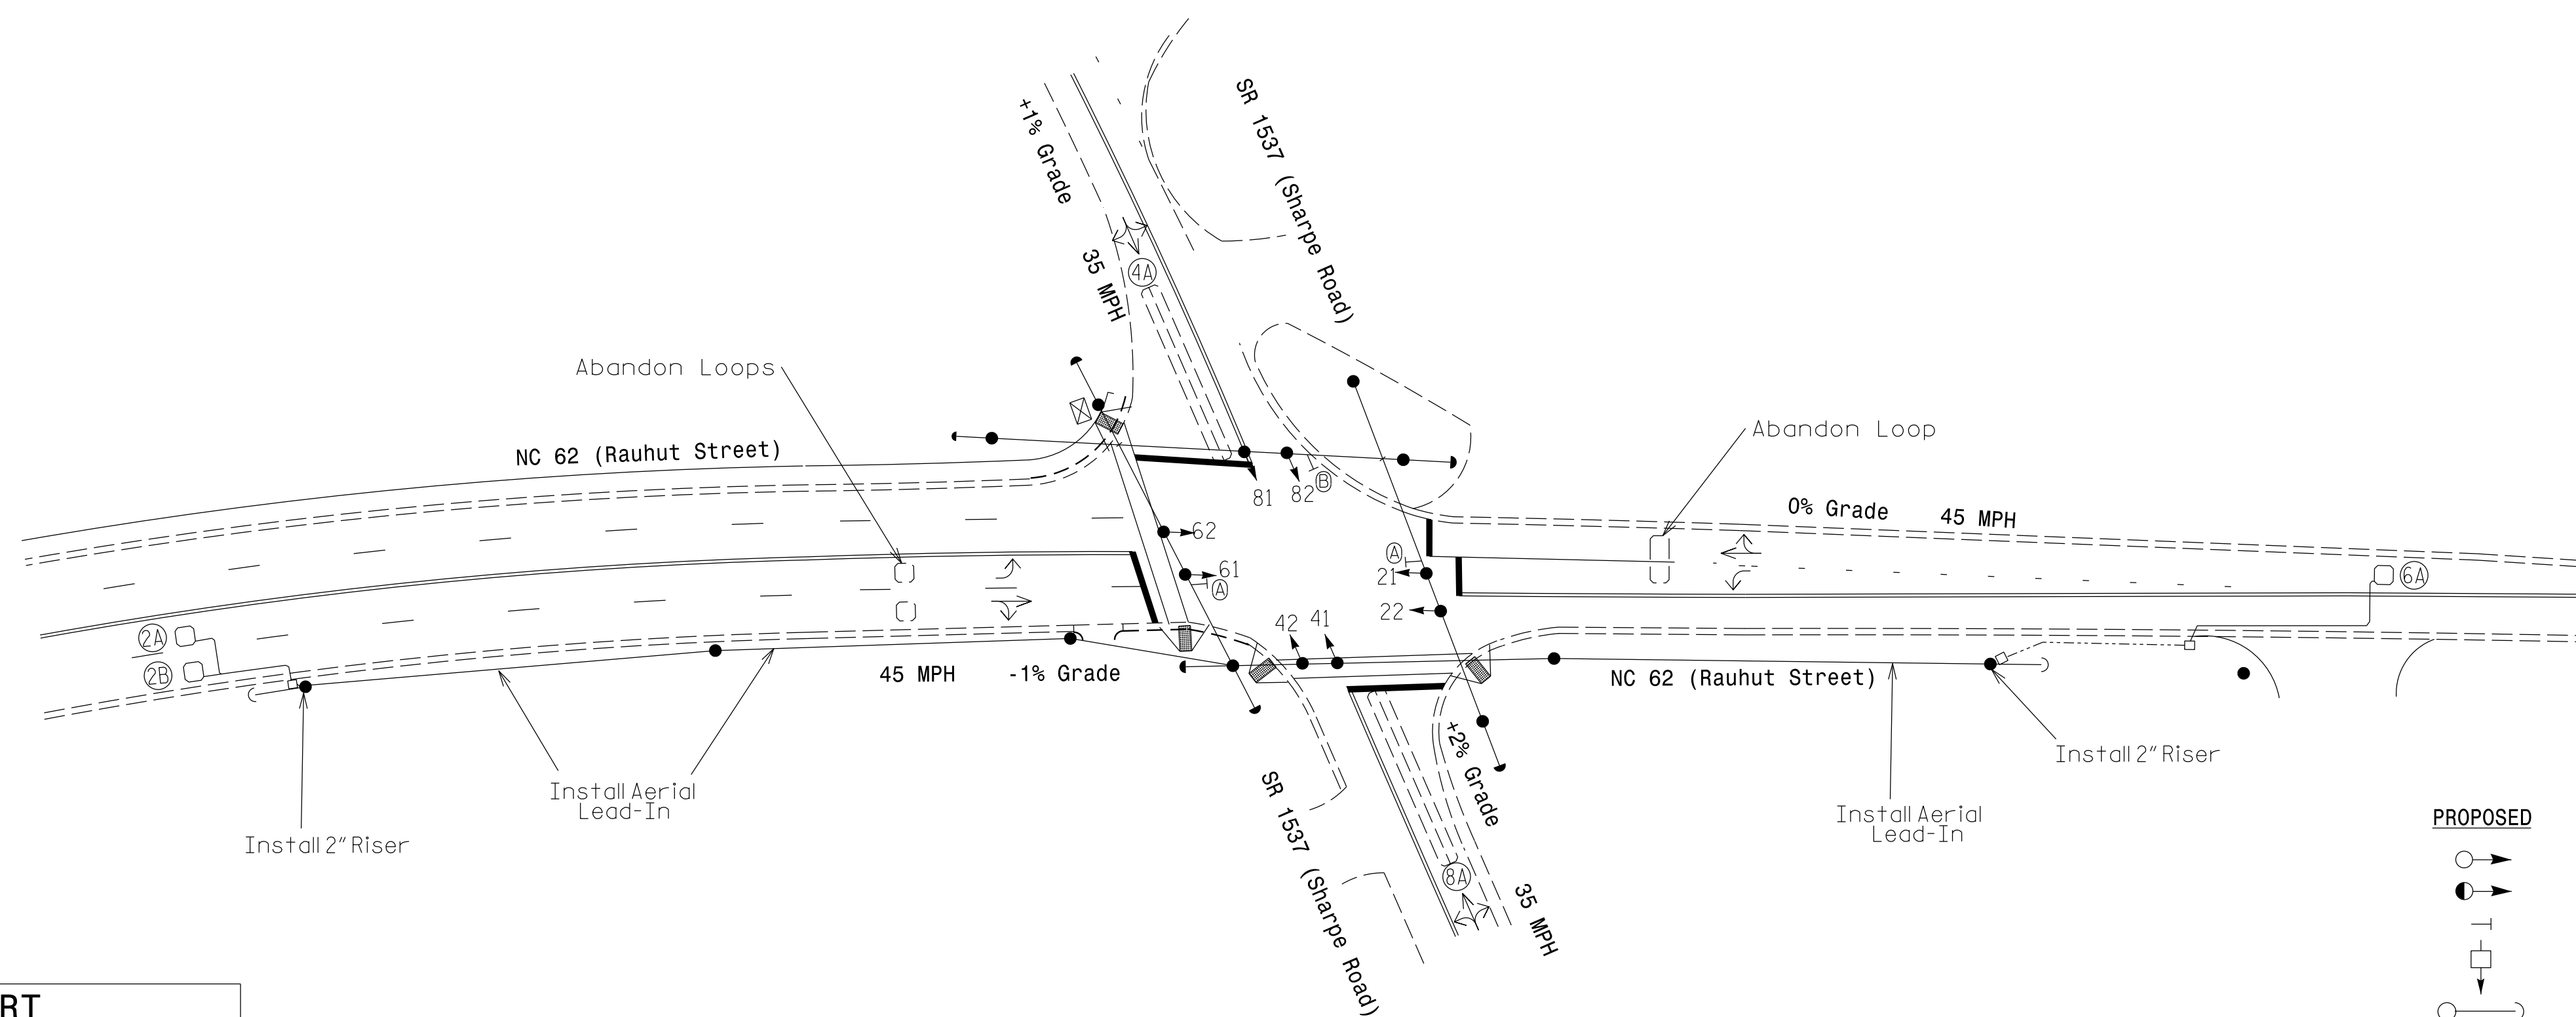 +1% Grade
35 MPH
SR 1537 (Sharpe Road)
4A
Abandon Loops
NC 62 (Rauhut Street)
81
82
B
62
61
A
A
21
22
42
41
Abandon Loop
0% Grade
45 MPH
6A
2A
2B
45 MPH
-1% Grade
NC 62 (Rauhut Street)
Install 2" Riser
Install Aerial
Lead-In
Install 2" Riser
Install Aerial
Lead-In
SR 1537 (Sharpe Road)
+2% Grade
8A
35 MPH
PROPOSED
RT